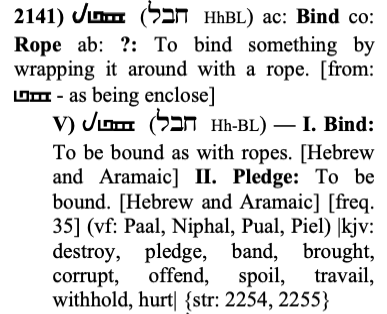 2141) (חבל HhBL) ac: Bind co:
Rope ab: ?: To bind something by
wrapping it around with a rope. [from:
- as being enclose]
V) (חבל Hh-BL) — I. Bind:
To be bound as with ropes. [Hebrew
and Aramaic] II. Pledge: To be
bound. [Hebrew and Aramaic] [freq.
35] (vf: Paal, Niphal, Pual, Piel) |kjv:
destroy, pledge, band, brought,
corrupt, offend, spoil, travail,
withhold, hurt| {str: 2254, 2255}